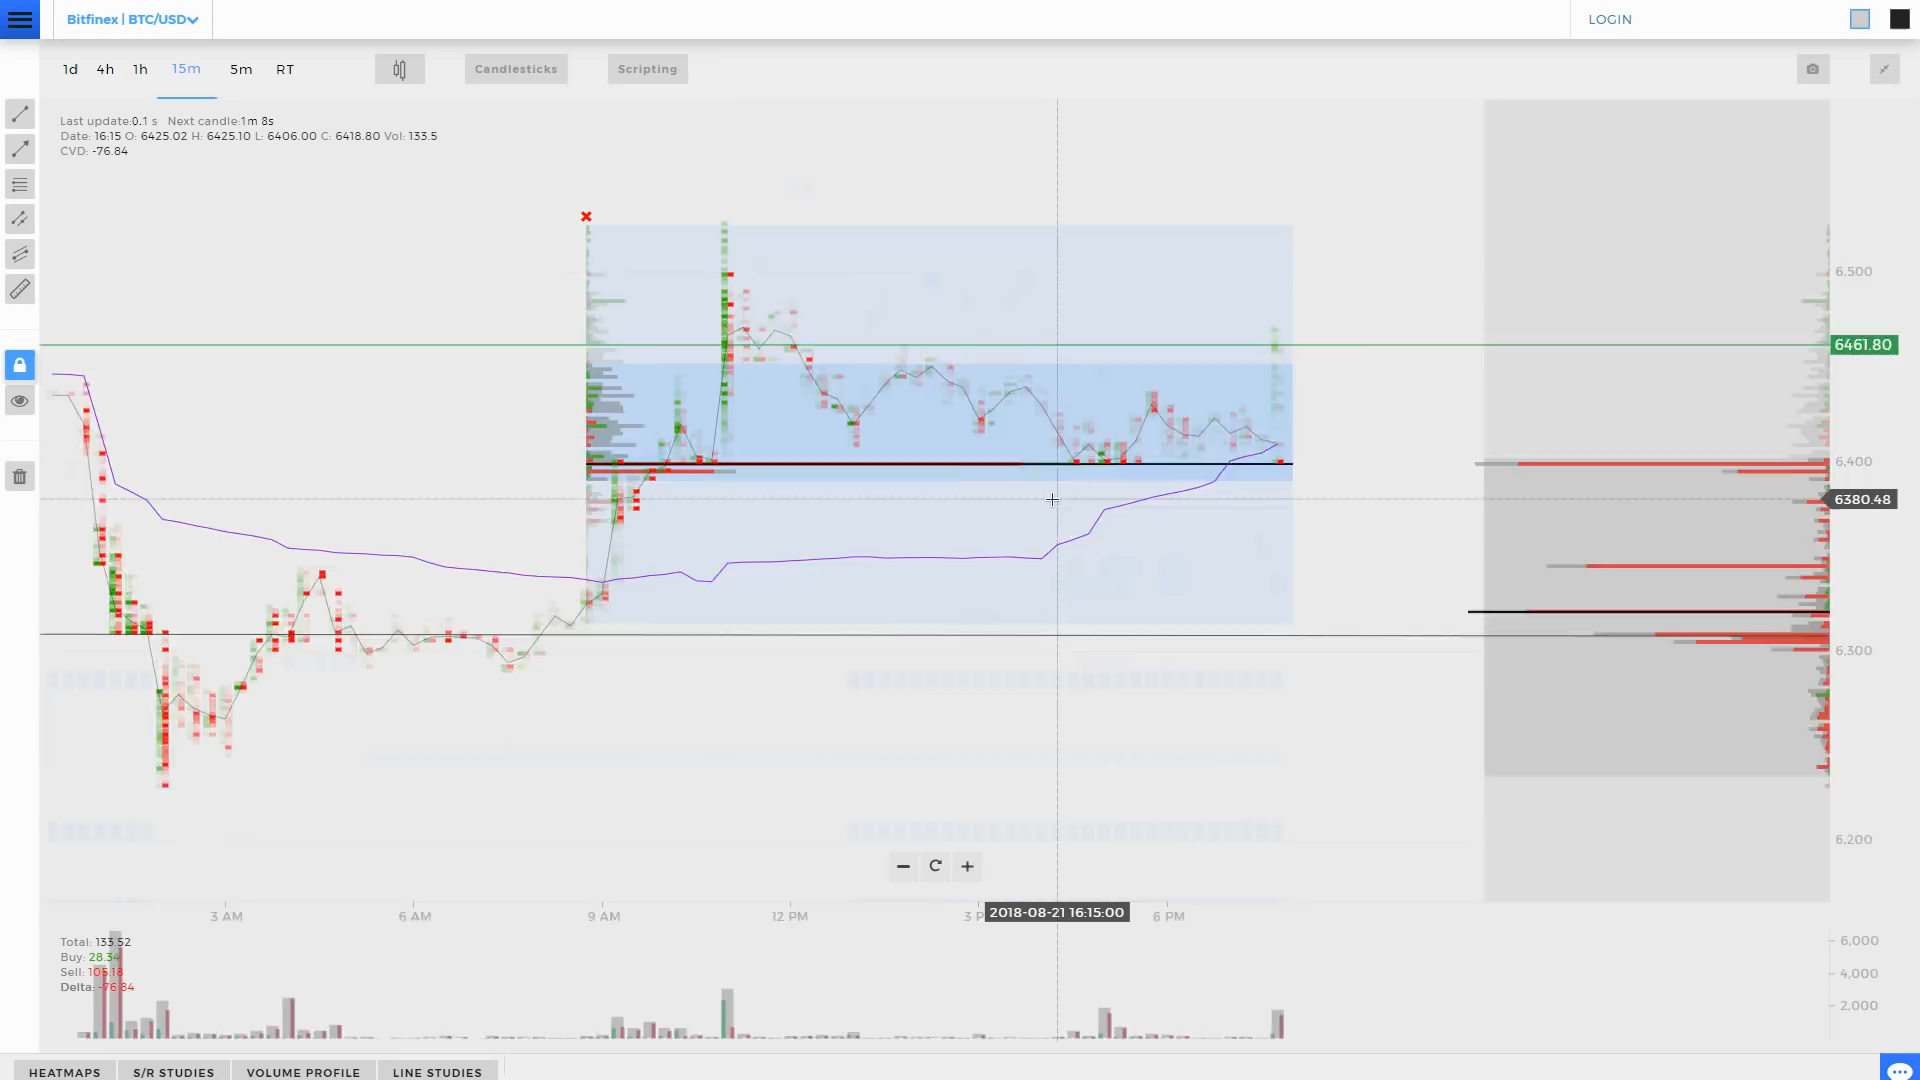 Bitfinex | BTC/USD
LOGIN
1d 4h 1h 15m 5m RT
Candlesticks
Scripting
Last update:0.1 s Next candle:1m 8s
Date: 16:15 O: 6425.02 H: 6425.10 L: 6406.00 C: 6418.80 Vol: 133.5
CVD: -76.84
6,500
6461.80
6,400
6380.48
6,300
6,200
3 AM 6 AM 9 AM 12 PM 3 P 2018-08-21 16:15:00 6 PM
Total: 133.52
Buy: 28.34
Sell: 105.18
Delta: -76.84
6,000
4,000
2,000
HEATMAPS S/R STUDIES VOLUME PROFILE LINE STUDIES